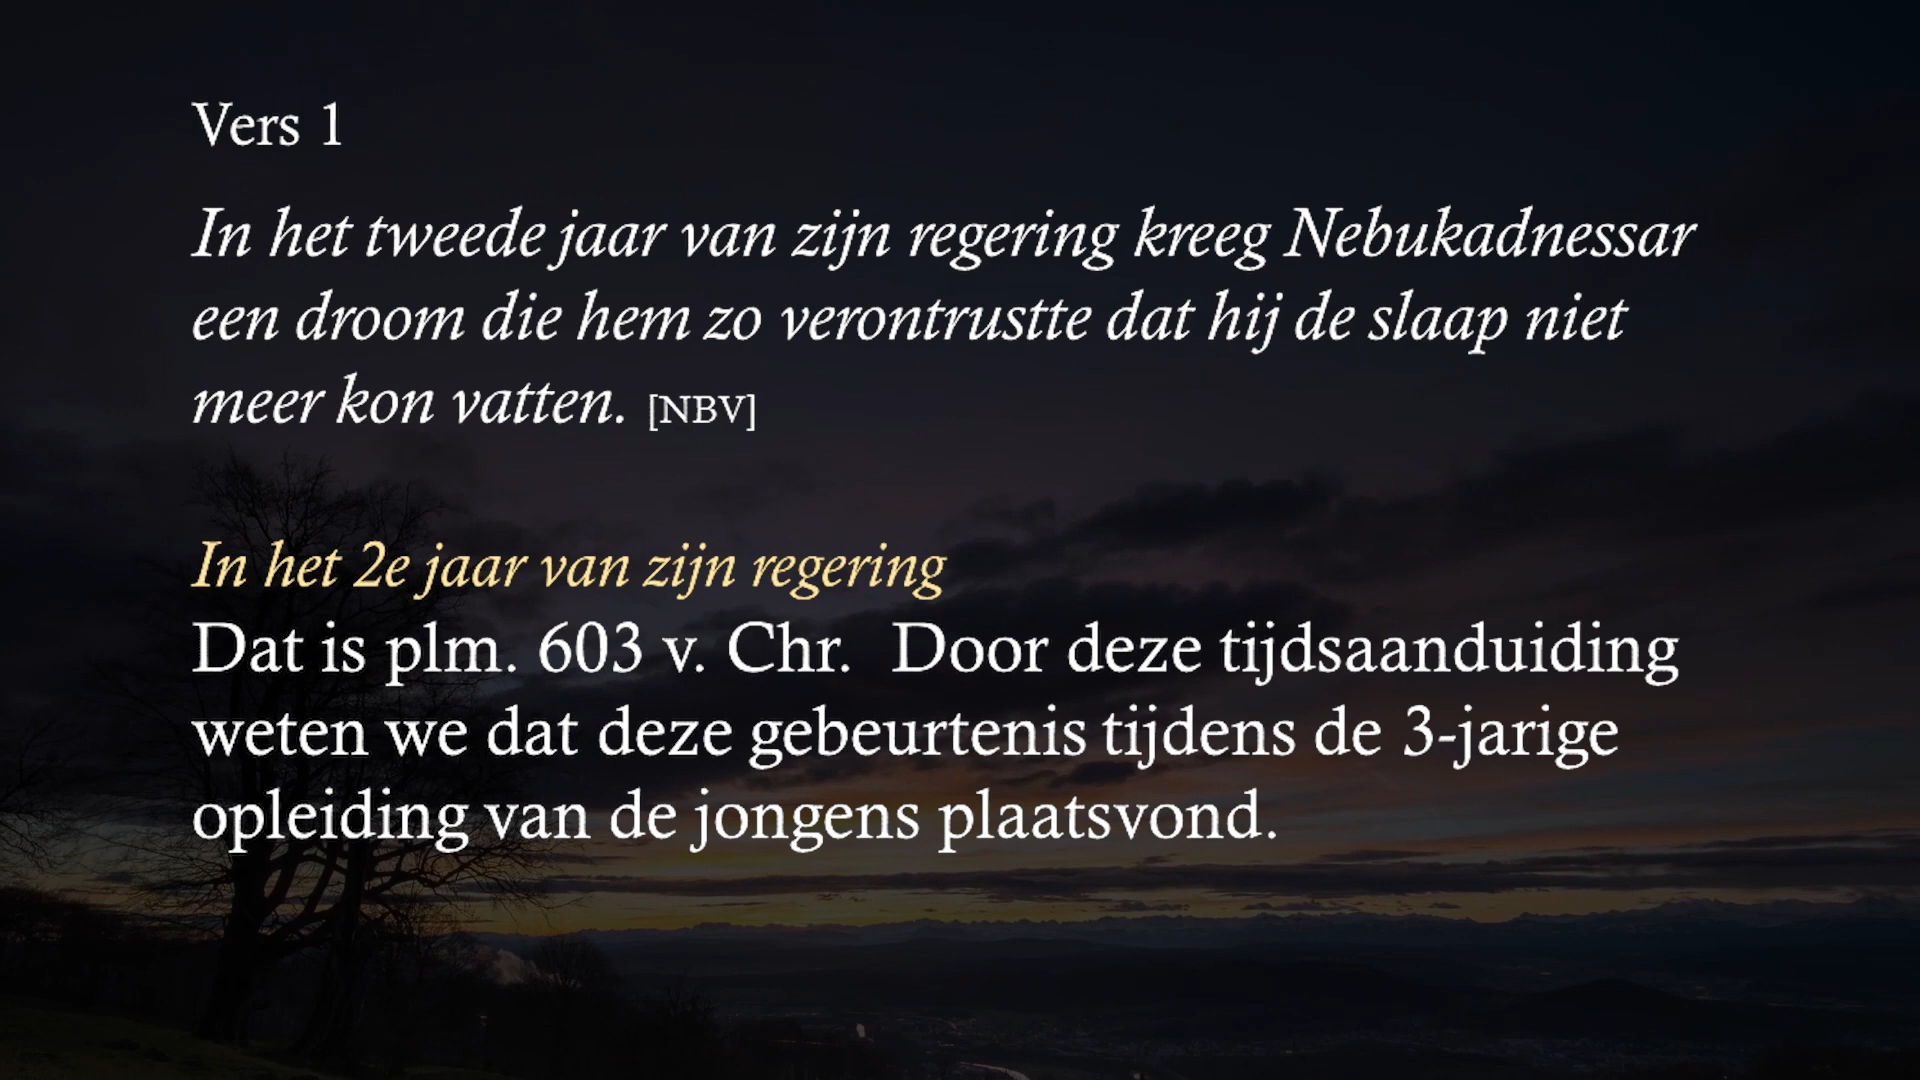 Vers 1
In het tweede jaar van zijn regering kreeg Nebukadnessar
een droom die hem zo verontrustte dat hij de slaap niet
meer kon vatten. [NBV]
In het 2e jaar van zijn regering
Dat is plm. 603 v. Chr.  Door deze tijdsaanduiding
weten we dat deze gebeurtenis tijdens de 3-jarige
opleiding van de jongens plaatsvond.